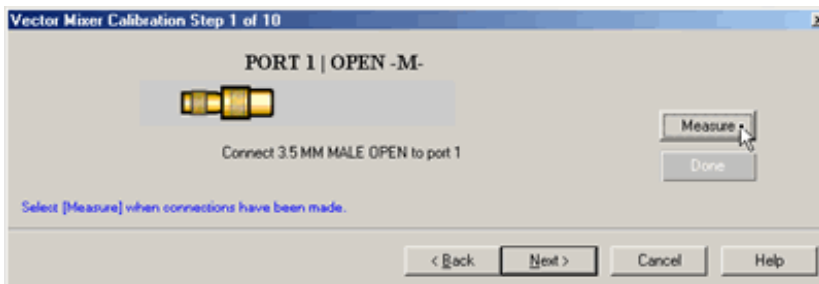 Vector Mixer Calibration Step 1 of 10
PORT 1 | OPEN -M-
Measure
Connect 3.5 MM MALE OPEN to port 1
Done
Select [Measure] when connections have been made.
< Back Next > Cancel Help